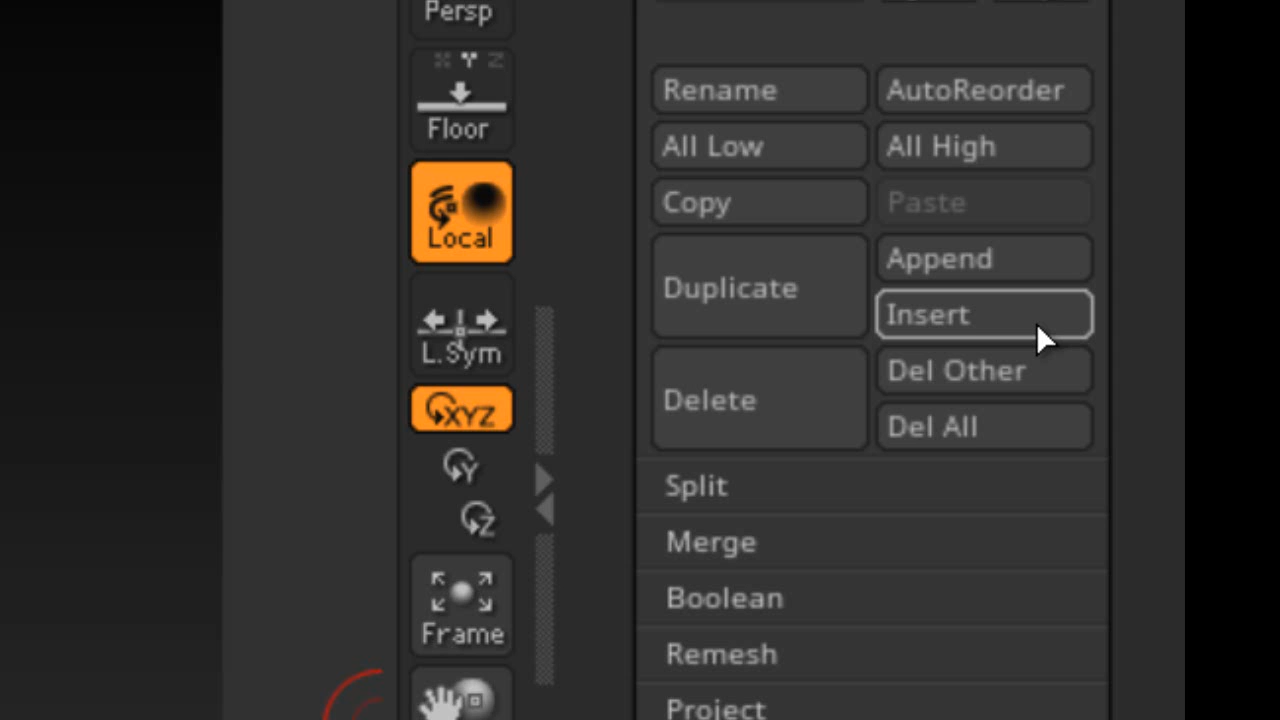 Persp
Y Z
Floor
Local
L.Sym
XYZ
Y
Z
Frame
Rename AutoReorder
All Low All High
Copy Paste
Duplicate Append
Insert
Delete Del Other
Del All
Split
Merge
Boolean
Remesh
Project